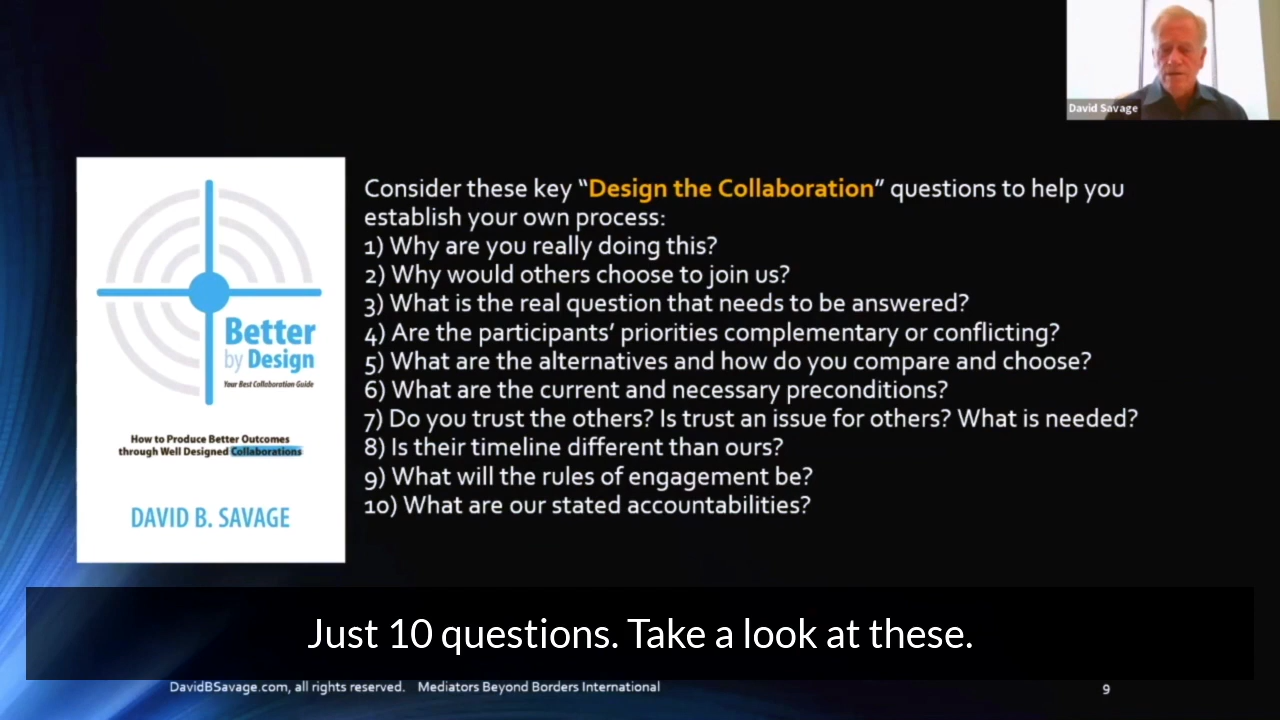 David Savage
Better
by Design
Your Best Collaboration Guide
How to Produce Better Outcomes
through Well Designed Collaborations
DAVID B. SAVAGE
Consider these key “Design the Collaboration” questions to help you
establish your own process:
1) Why are you really doing this?
2) Why would others choose to join us?
3) What is the real question that needs to be answered?
4) Are the participants’ priorities complementary or conflicting?
5) What are the alternatives and how do you compare and choose?
6) What are the current and necessary preconditions?
7) Do you trust the others? Is trust an issue for others? What is needed?
8) Is their timeline different than ours?
9) What will the rules of engagement be?
10) What are our stated accountabilities?
Just 10 questions. Take a look at these.
DavidBSavage.com, all rights reserved. Mediators Beyond Borders International
9